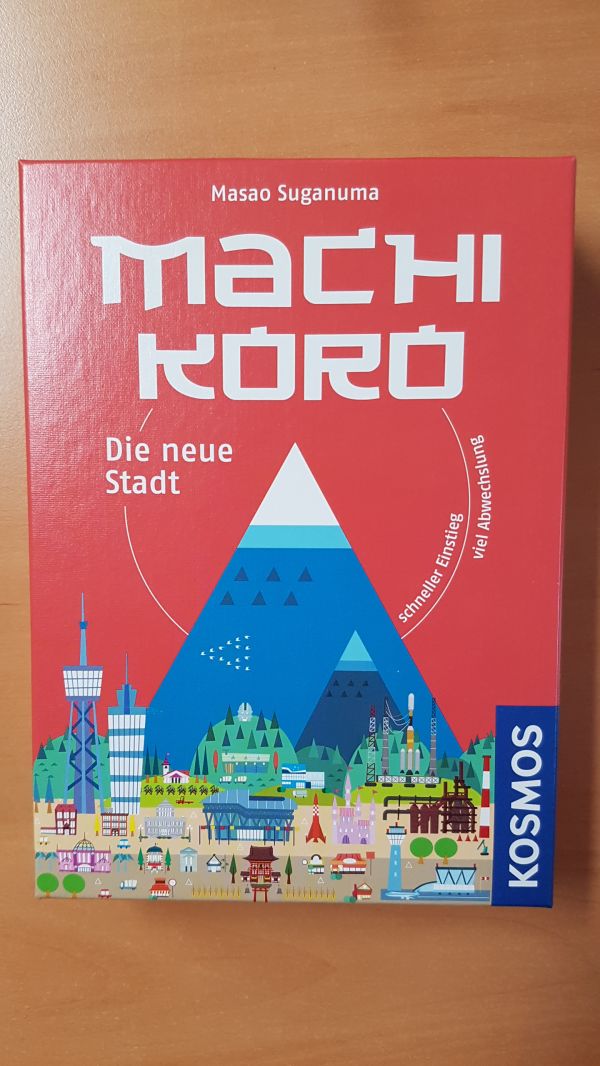 Masao Suganuma
MACHI
KORO
Die neue
Stadt
schneller Einstieg
viel Abwechslung
KOSMOS